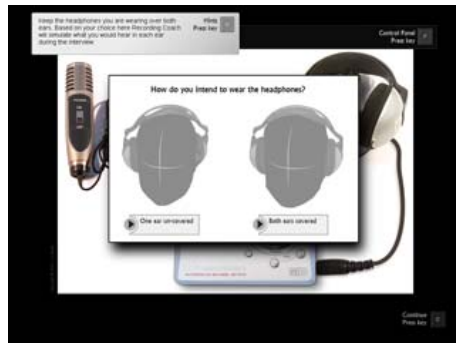 Keep the headphones you are wearing over both
ears. Based on your choice here Recording Coach
will simulate what you would hear in each ear
during the interview.
Hints
Press key
Control Panel
Press key
How do you intend to wear the headphones?
One ear un-covered
Both ears covered
Continue
Press key